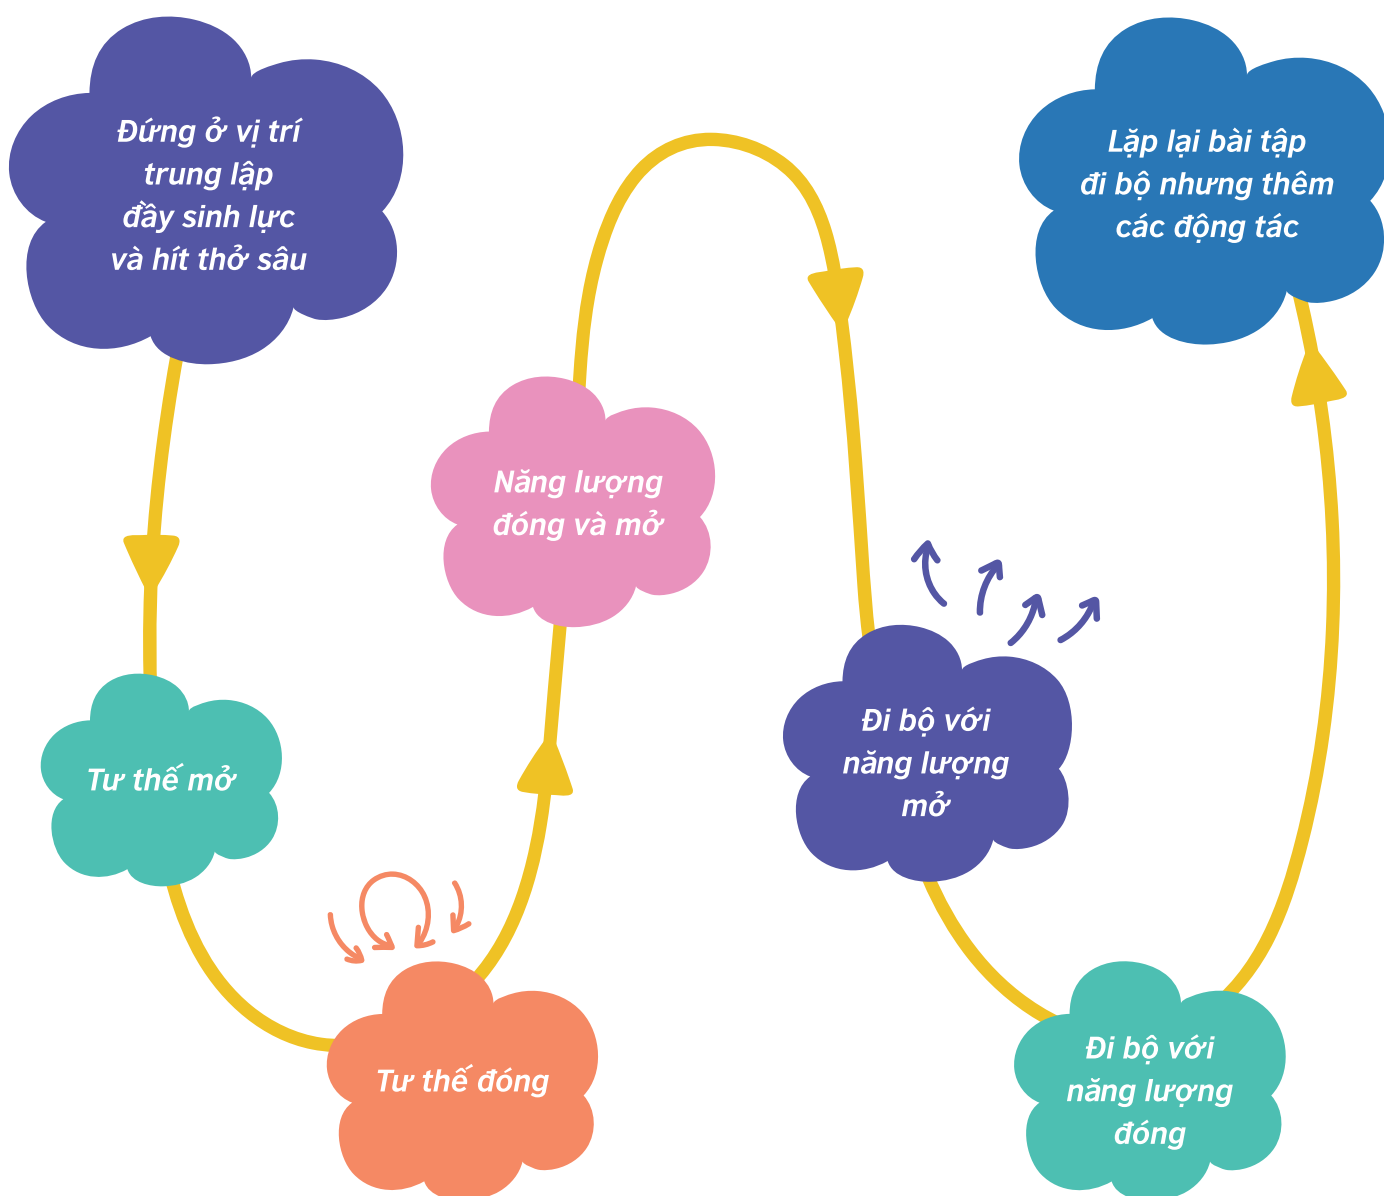 Đứng ở vị trí
trung lập
đầy sinh lực
và hít thở sâu
Tư thế mở
Tư thế đóng
Năng lượng
đóng và mở
Đi bộ với
năng lượng
mở
Đi bộ với
năng lượng
đóng
Lặp lại bài tập
đi bộ nhưng thêm
các động tác